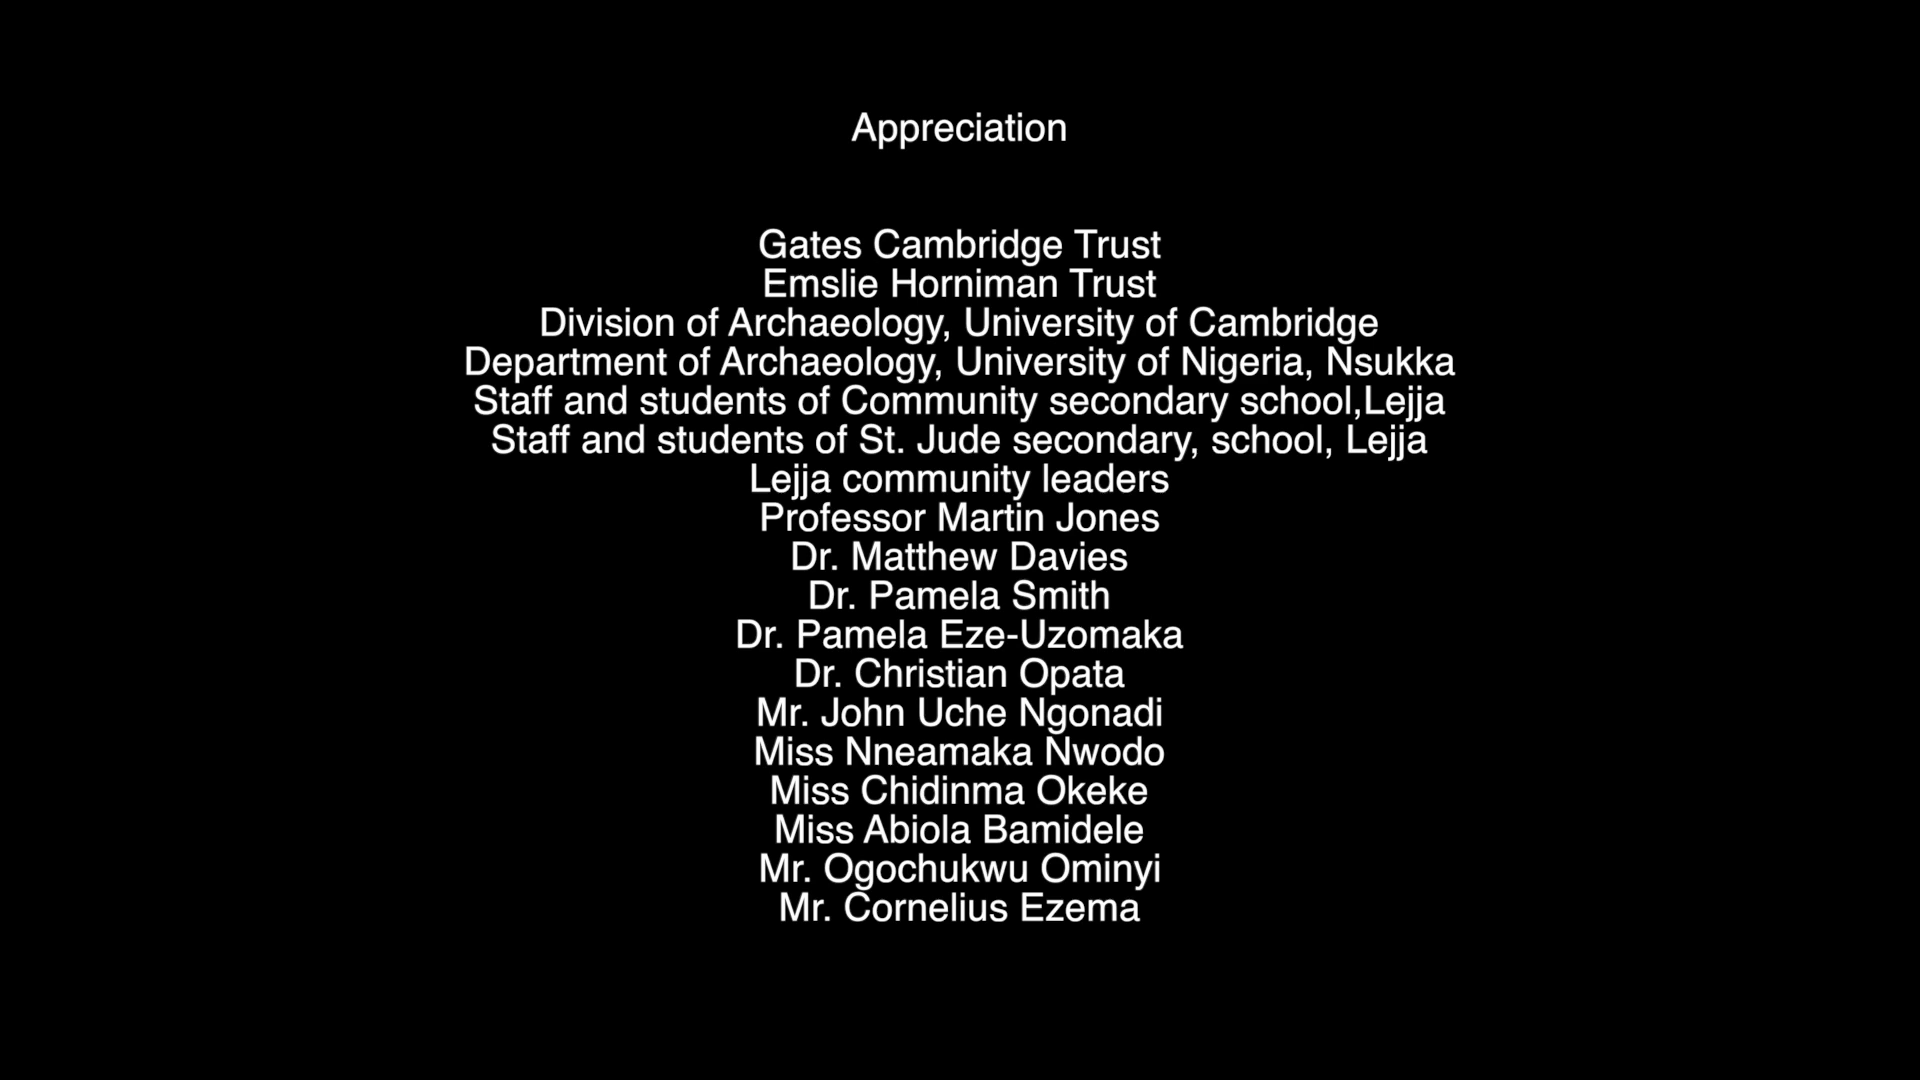 Appreciation
Gates Cambridge Trust
Emslie Horniman Trust
Division of Archaeology, University of Cambridge
Department of Archaeology, University of Nigeria, Nsukka
Staff and students of Community secondary school,Lejja
Staff and students of St. Jude secondary, school, Lejja
Lejja community leaders
Professor Martin Jones
Dr. Matthew Davies
Dr. Pamela Smith
Dr. Pamela Eze-Uzomaka
Dr. Christian Opata
Mr. John Uche Ngonadi
Miss Nneamaka Nwodo
Miss Chidinma Okeke
Miss Abiola Bamidele
Mr. Ogochukwu Ominyi
Mr. Cornelius Ezema